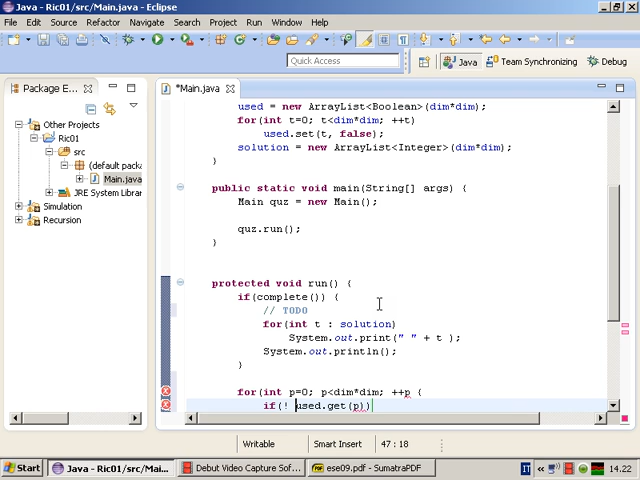 Java - Ric01/src/Main.java - Eclipse
File Edit Source Refactor Navigate Search Project Run Window Help
Quick Access
Java Team Synchronizing Debug
Package E...
Other Projects
Ric01
src
(default packa
Main.java
JRE System Librar
Simulation
Recursion
*Main.java
used = new ArrayList<Boolean>(dim*dim);
for(int t=0; t<dim*dim; ++t)
used.set(t, false);
solution = new ArrayList<Integer>(dim*dim);
}
public static void main(String[] args) {
Main quz = new Main();
quz.run();
}
protected void run() {
if(complete()) {
// TODO
for(int t : solution)
System.out.print(" " + t );
System.out.println();
}
for(int p=0; p<dim*dim; ++p {
if(! used.get(p))
Writable Smart Insert 47 : 18
Start Java - Ric01/src/Mai... Debut Video Capture Sof... ese09.pdf - SumatraPDF IT 14.22